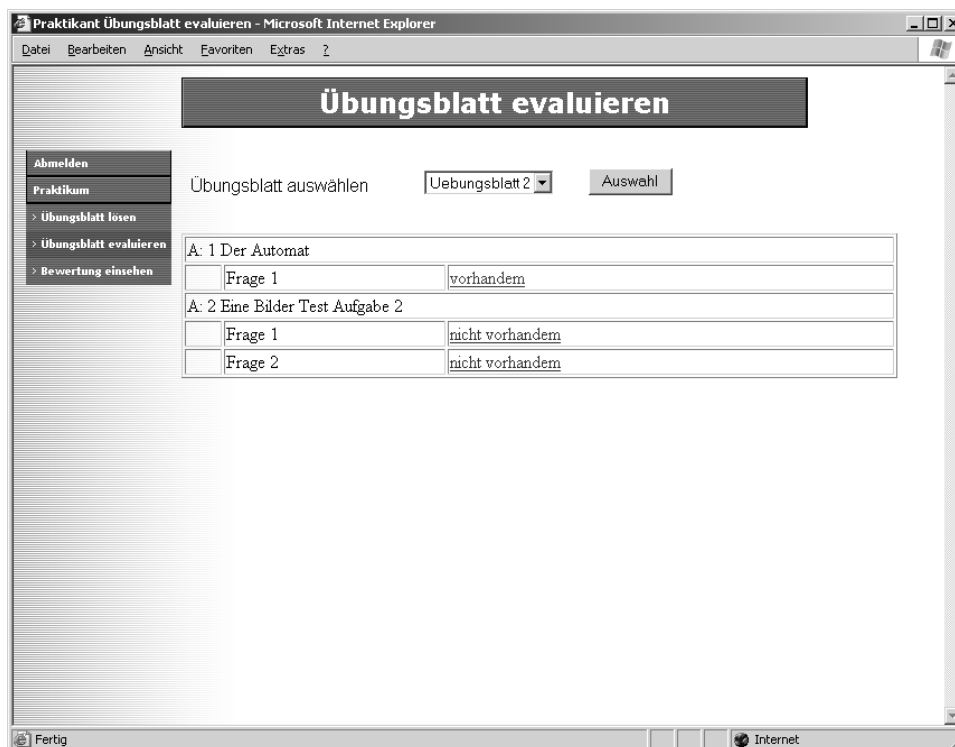 Praktikant Übungsblatt evaluieren - Microsoft Internet Explorer
Datei Bearbeiten Ansicht Favoriten Extras ?
Übungsblatt evaluieren
Abmelden
Praktikum
> Übungsblatt lösen
> Übungsblatt evaluieren
> Bewertung einsehen
Übungsblatt auswählen Uebungsblatt 2 Auswahl
A: 1 Der Automat
Frage 1 vorhandem
A: 2 Eine Bilder Test Aufgabe 2
Frage 1 nicht vorhandem
Frage 2 nicht vorhandem
Fertig Internet